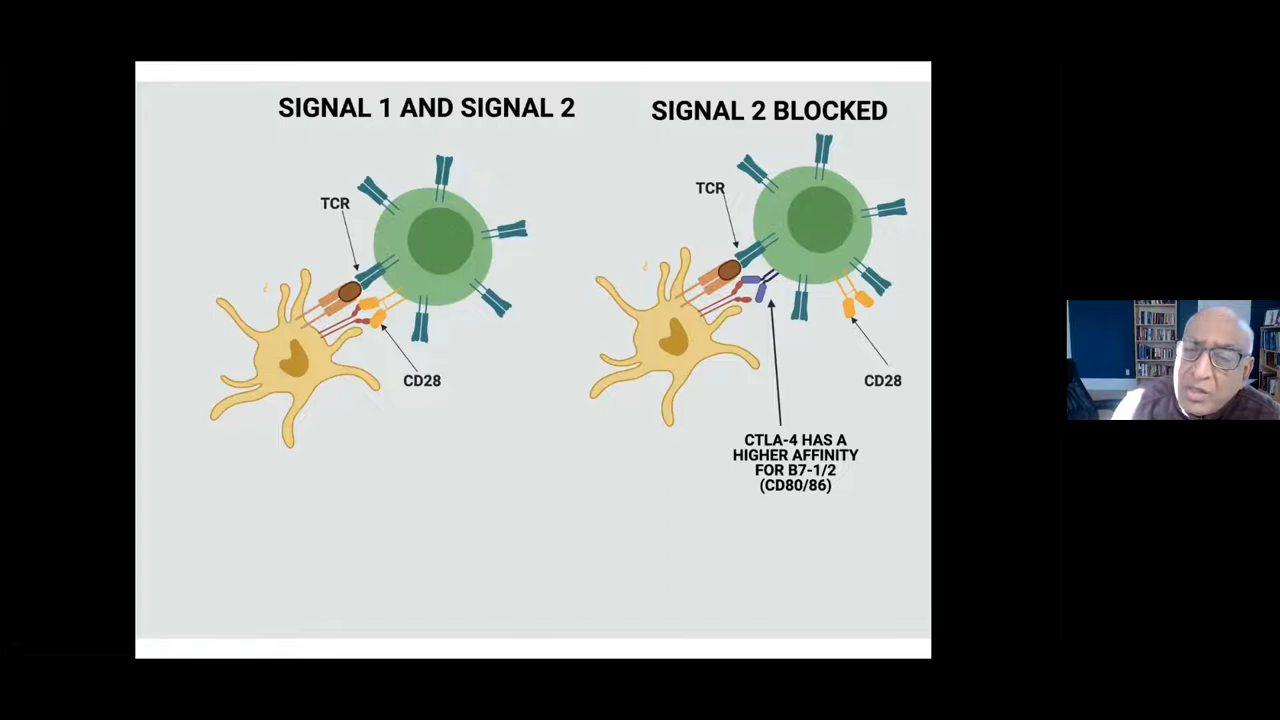 SIGNAL 1 AND SIGNAL 2
SIGNAL 2 BLOCKED
TCR
CD28
TCR
CD28
CTLA-4 HAS A
HIGHER AFFINITY
FOR B7-1/2
(CD80/86)